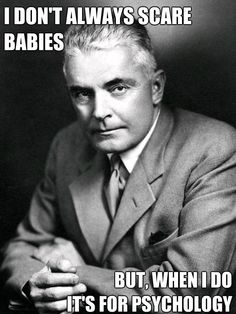 I DON'T ALWAYS SCARE
BABIES
BUT, WHEN I DO
IT'S FOR PSYCHOLOGY